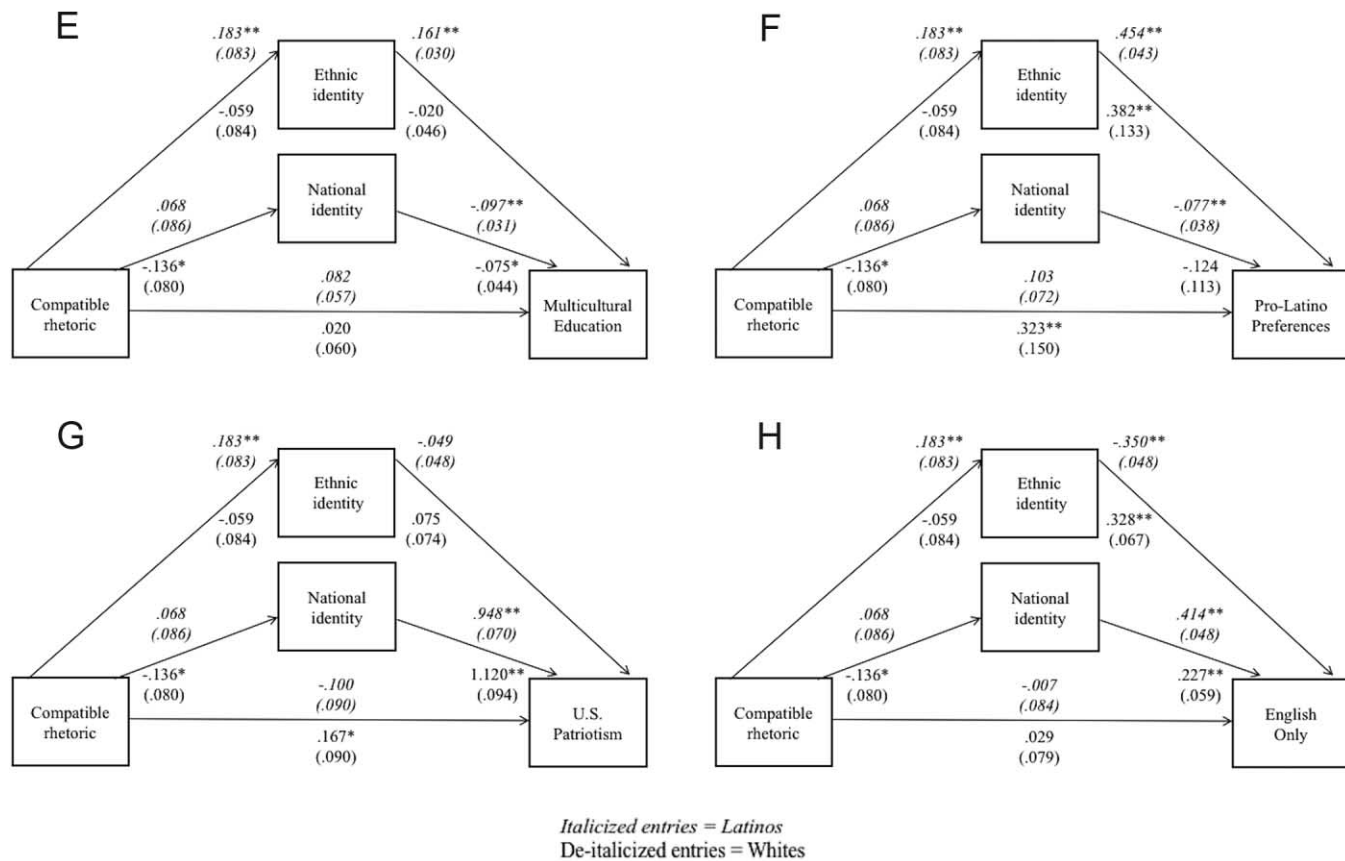 E
.183**
(.083)
.161**
(.030)
Ethnic
identity
-.059
(.084)
-.020
(.046)
National
identity
.068
(.086)
-.097**
(.031)
-.136*
(.080)
.082
(.057)
-.075*
(.044)
Compatible
rhetoric
.020
(.060)
Multicultural
Education
F
.183**
(.083)
.454**
(.043)
Ethnic
identity
-.059
(.084)
.382**
(.133)
National
identity
.068
(.086)
-.077**
(.038)
-.136*
(.080)
.103
(.072)
-.124
(.113)
Compatible
rhetoric
.323**
(.150)
Pro-Latino
Preferences
G
.183**
(.083)
-.049
(.048)
Ethnic
identity
-.059
(.084)
.075
(.074)
National
identity
.068
(.086)
.948**
(.070)
-.136*
(.080)
-.100
(.090)
1.120**
(.094)
Compatible
rhetoric
.167*
(.090)
U.S.
Patriotism
H
.183**
(.083)
-.350**
(.048)
Ethnic
identity
-.059
(.084)
.328**
(.067)
National
identity
.068
(.086)
.414**
(.048)
-.136*
(.080)
-.007
(.084)
.227**
(.059)
Compatible
rhetoric
.029
(.079)
English
Only
Italicized entries = Latinos
De-italicized entries = Whites